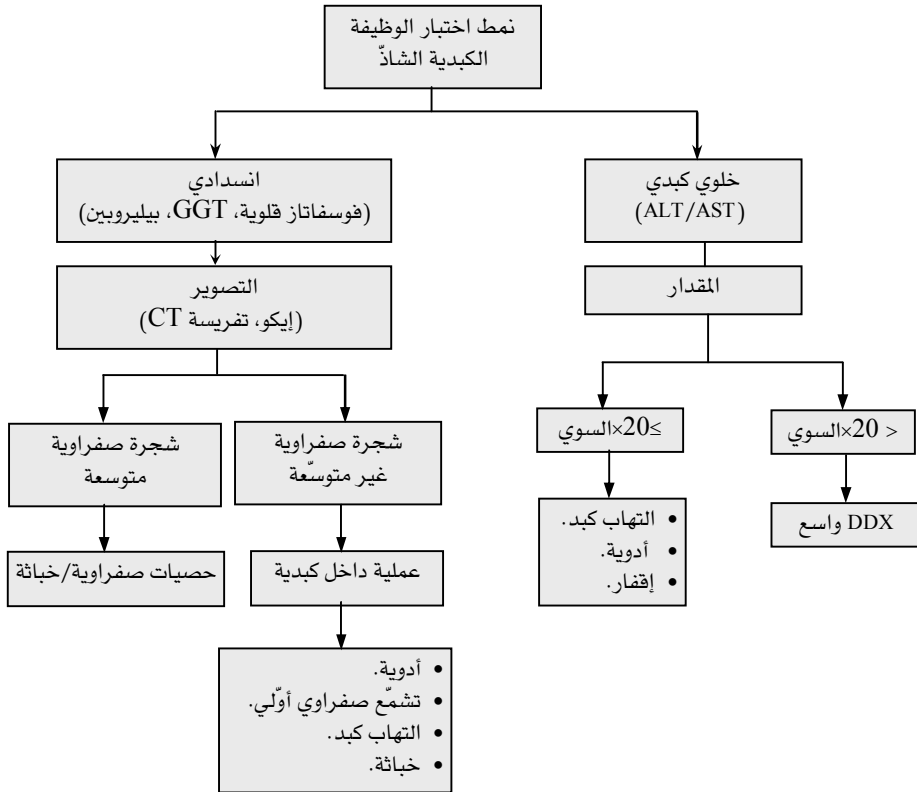 نمط اختبار الوظيفة
الكبدية الشاذّ
خلوي كبدي
(ALT/AST)
انسدادي
(فوسفاتاز قلوية، GGT، بيليروبين)
المقدار
التصوير
(إيكو، تفريسة CT)
< 20×السوي
≥20×السوي
شجرة صفراوية
غير متوسّعة
شجرة صفراوية
متوسعة
DDX واسع
• التهاب كبد.
• أدوية.
• إقفار.
عملية داخل كبدية
حصيات صفراوية/خباثة
• أدوية.
• تشمّع صفراوي أوّلي.
• التهاب كبد.
• خباثة.